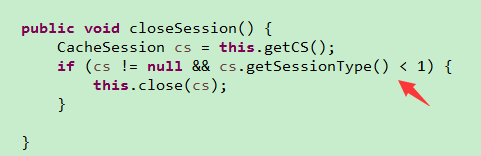 public void closeSession() {
CacheSession cs = this.getCS();
if (cs != null && cs.getSessionType() < 1) {
this.close(cs);
}
}